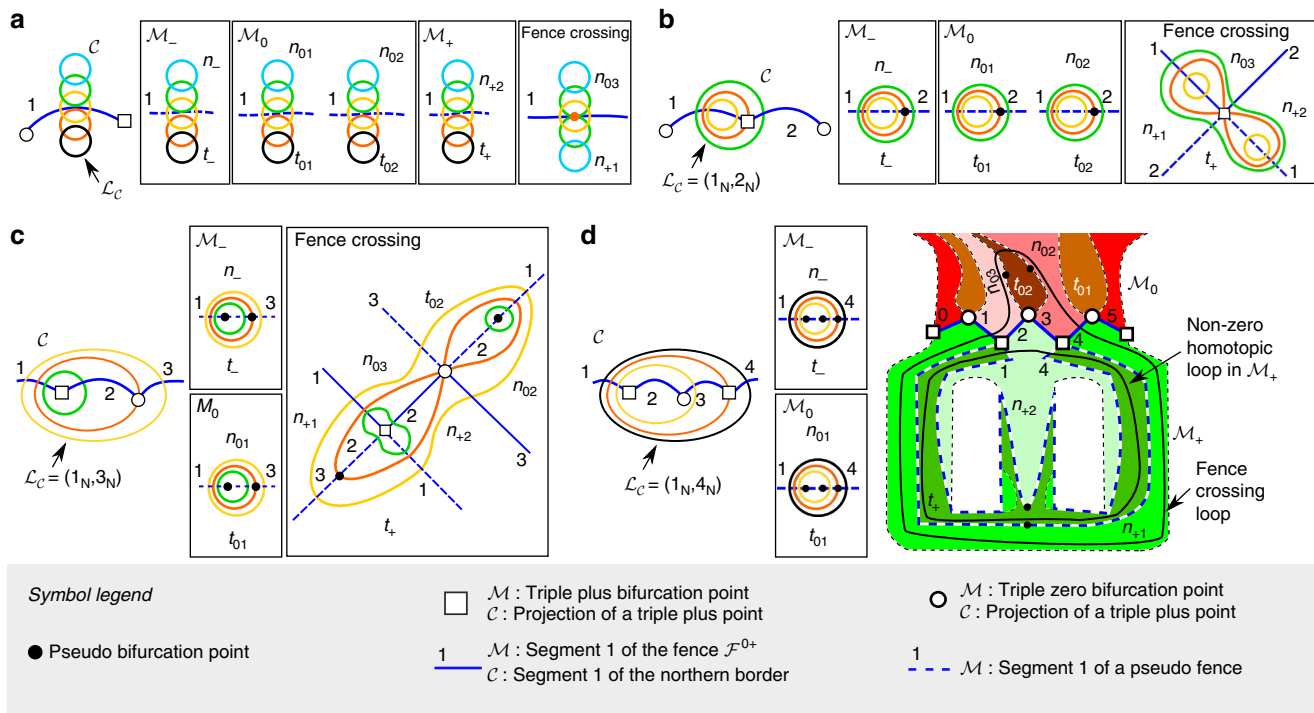 a
C
1
L_C
M_–
n_–
1
t_–
M_0
n_01
n_02
1
1
t_01
t_02
M_+
n_+2
1
t_+
Fence crossing
n_03
1
n_+1
b
C
1
2
L_C = (1_N,2_N)
M_–
n_–
1 2
t_–
M_0
n_01
n_02
1 2
1 2
t_01
t_02
Fence crossing
1
2
n_03
n_+2
n_+1
t_+
2
1
c
C
1
3
2
L_C = (1_N,3_N)
M_–
n_–
1 3
t_–
M_0
n_01
1 3
t_01
Fence crossing
1
3
t_02
2
n_03
n_02
1
n_+1
2
n_+2
2
3
3
1
t_+
d
C
1
4
2
3
L_C = (1_N,4_N)
M_–
n_–
1 4
t_–
M_0
n_01
1 4
t_01
n_02
n_03
t_02
t_01
M_0
0
1
3
5
2
4
1
4
Non-zero
homotopic
loop in M_+
n_+2
M_+
Fence
crossing
loop
t_+
n_+1
Symbol legend
M : Triple plus bifurcation point
C : Projection of a triple plus point
M : Triple zero bifurcation point
C : Projection of a triple plus point
Pseudo bifurcation point
1
M : Segment 1 of the fence F^0+
C : Segment 1 of the northern border
1
M : Segment 1 of a pseudo fence